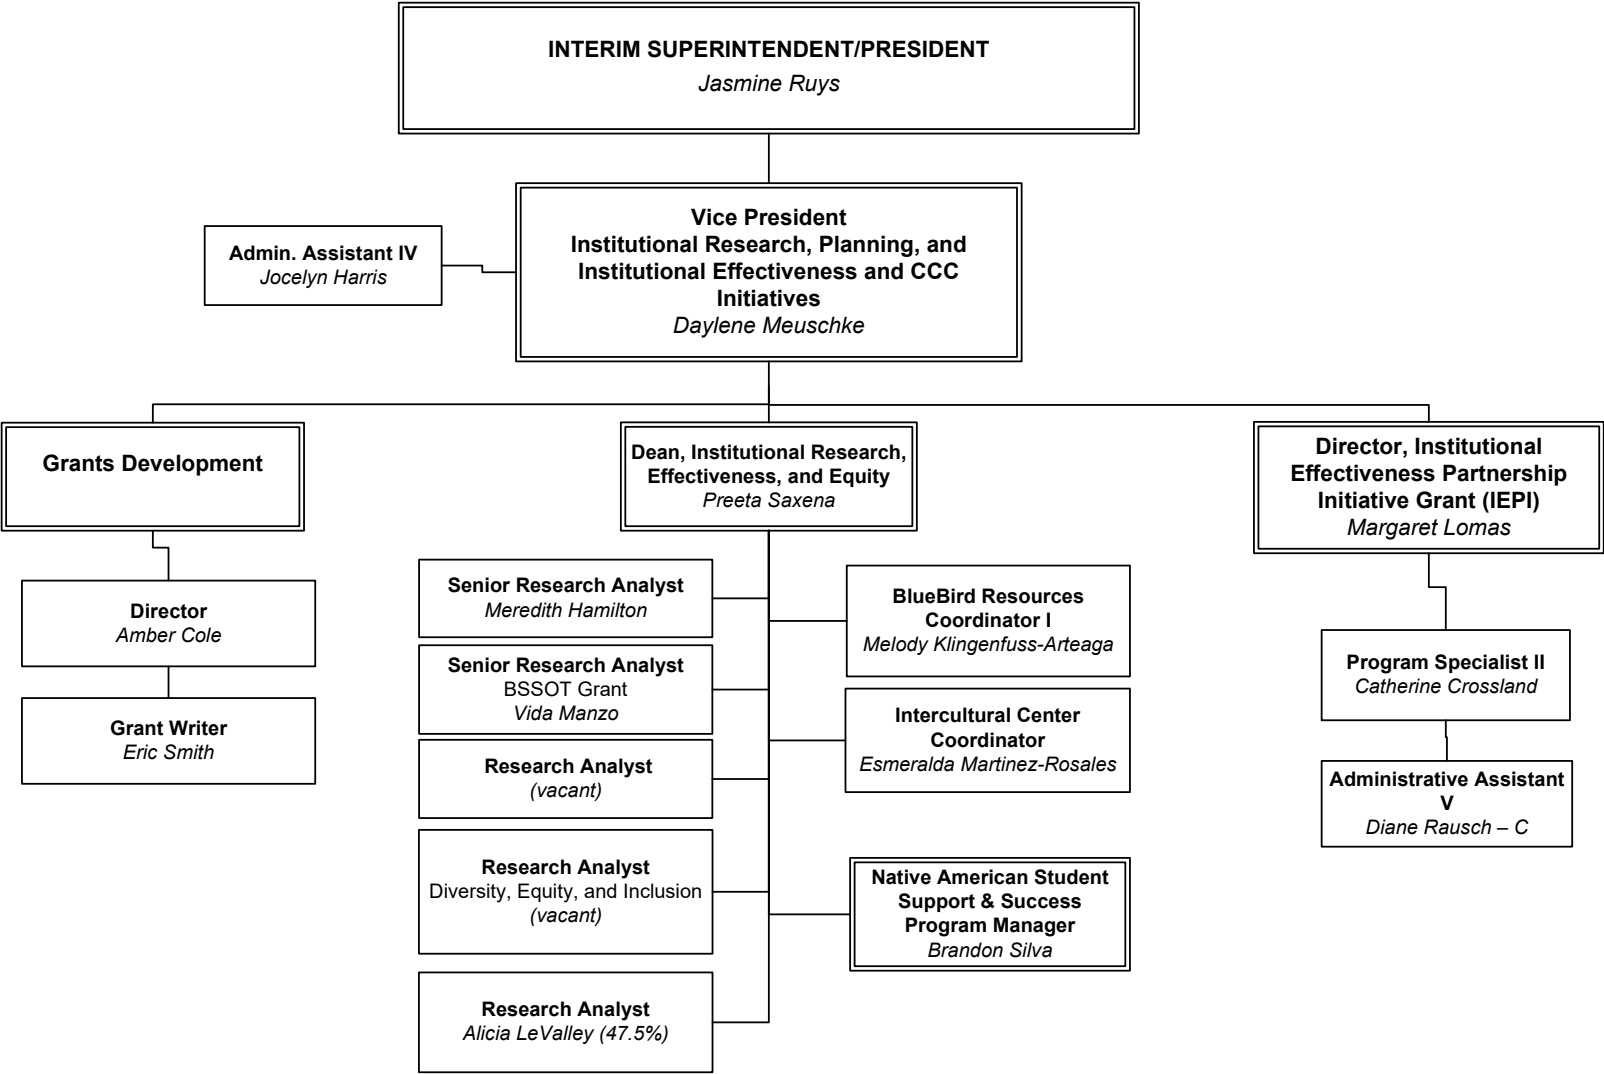 INTERIM SUPERINTENDENT/PRESIDENT
Jasmine Ruys
Vice President
Institutional Research, Planning, and
Institutional Effectiveness and CCC
Initiatives
Daylene Meuschke
Admin. Assistant IV
Jocelyn Harris
Grants Development
Director
Amber Cole
Grant Writer
Eric Smith
Dean, Institutional Research,
Effectiveness, and Equity
Preeta Saxena
Senior Research Analyst
Meredith Hamilton
Senior Research Analyst
BSSOT Grant
Vida Manzo
Research Analyst
(vacant)
Research Analyst
Diversity, Equity, and Inclusion
(vacant)
Research Analyst
Alicia LeValley (47.5%)
BlueBird Resources
Coordinator I
Melody Klingenfuss-Arteaga
Intercultural Center
Coordinator
Esmeralda Martinez-Rosales
Native American Student
Support & Success
Program Manager
Brandon Silva
Director, Institutional
Effectiveness Partnership
Initiative Grant (IEPI)
Margaret Lomas
Program Specialist II
Catherine Crossland
Administrative Assistant
V
Diane Rausch – C